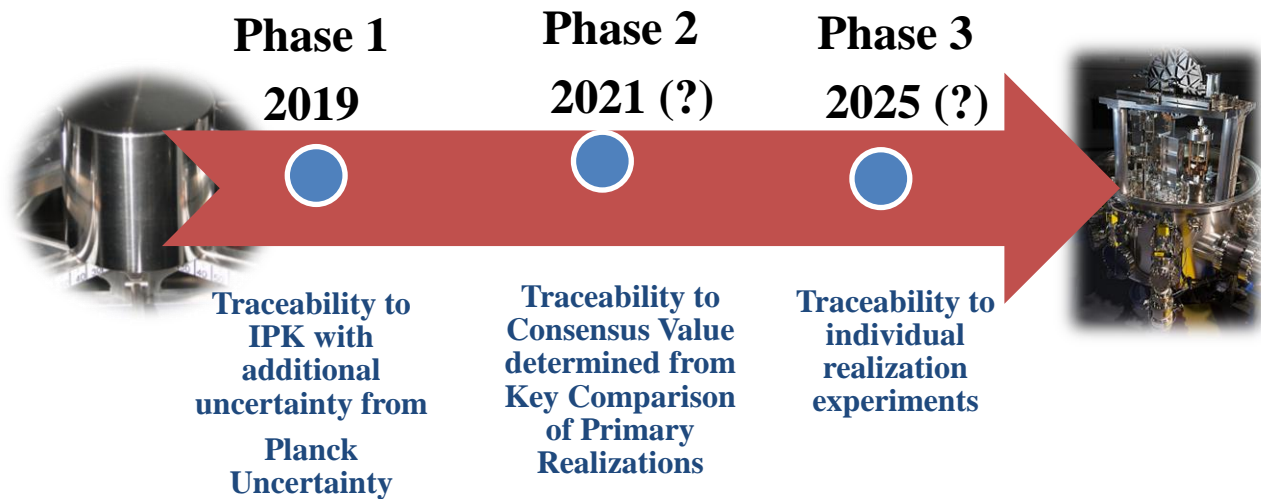 Phase 1
2019
Traceability to
IPK with
additional
uncertainty from
Planck
Uncertainty
Phase 2
2021 (?)
Traceability to
Consensus Value
determined from
Key Comparison
of Primary
Realizations
Phase 3
2025 (?)
Traceability to
individual
realization
experiments